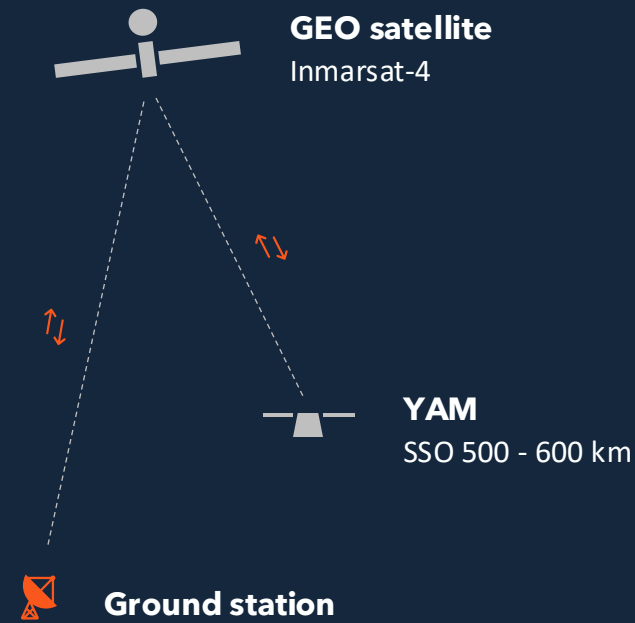 GEO satellite
Inmarsat-4
YAM
SSO 500 - 600 km
Ground station